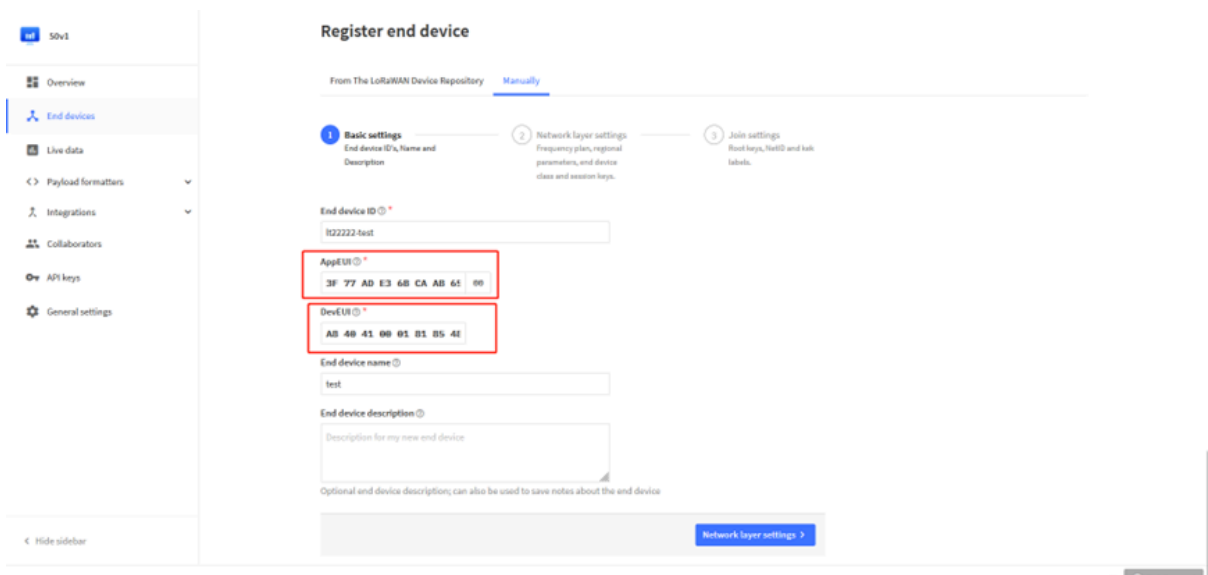 50v1
Overview
End devices
Live data
Payload formatters
Integrations
Collaborators
API keys
General settings
Hide sidebar
Register end device
From The LoRaWAN Device Repository
Manually
1 Basic settings
End device ID's, Name and
Description
2 Network layer settings
Frequency plan, regional
parameters, end device
class and session keys.
3 Join settings
Root keys, NetID and kek
labels.
End device ID *
lt22222-test
AppEUI *
3F 77 AD E3 6B CA AB 65 00
DevEUI *
A8 40 41 00 01 81 85 4E
End device name
test
End device description
Description for my new end device
Optional end device description; can also be used to save notes about the end device
Network layer settings >